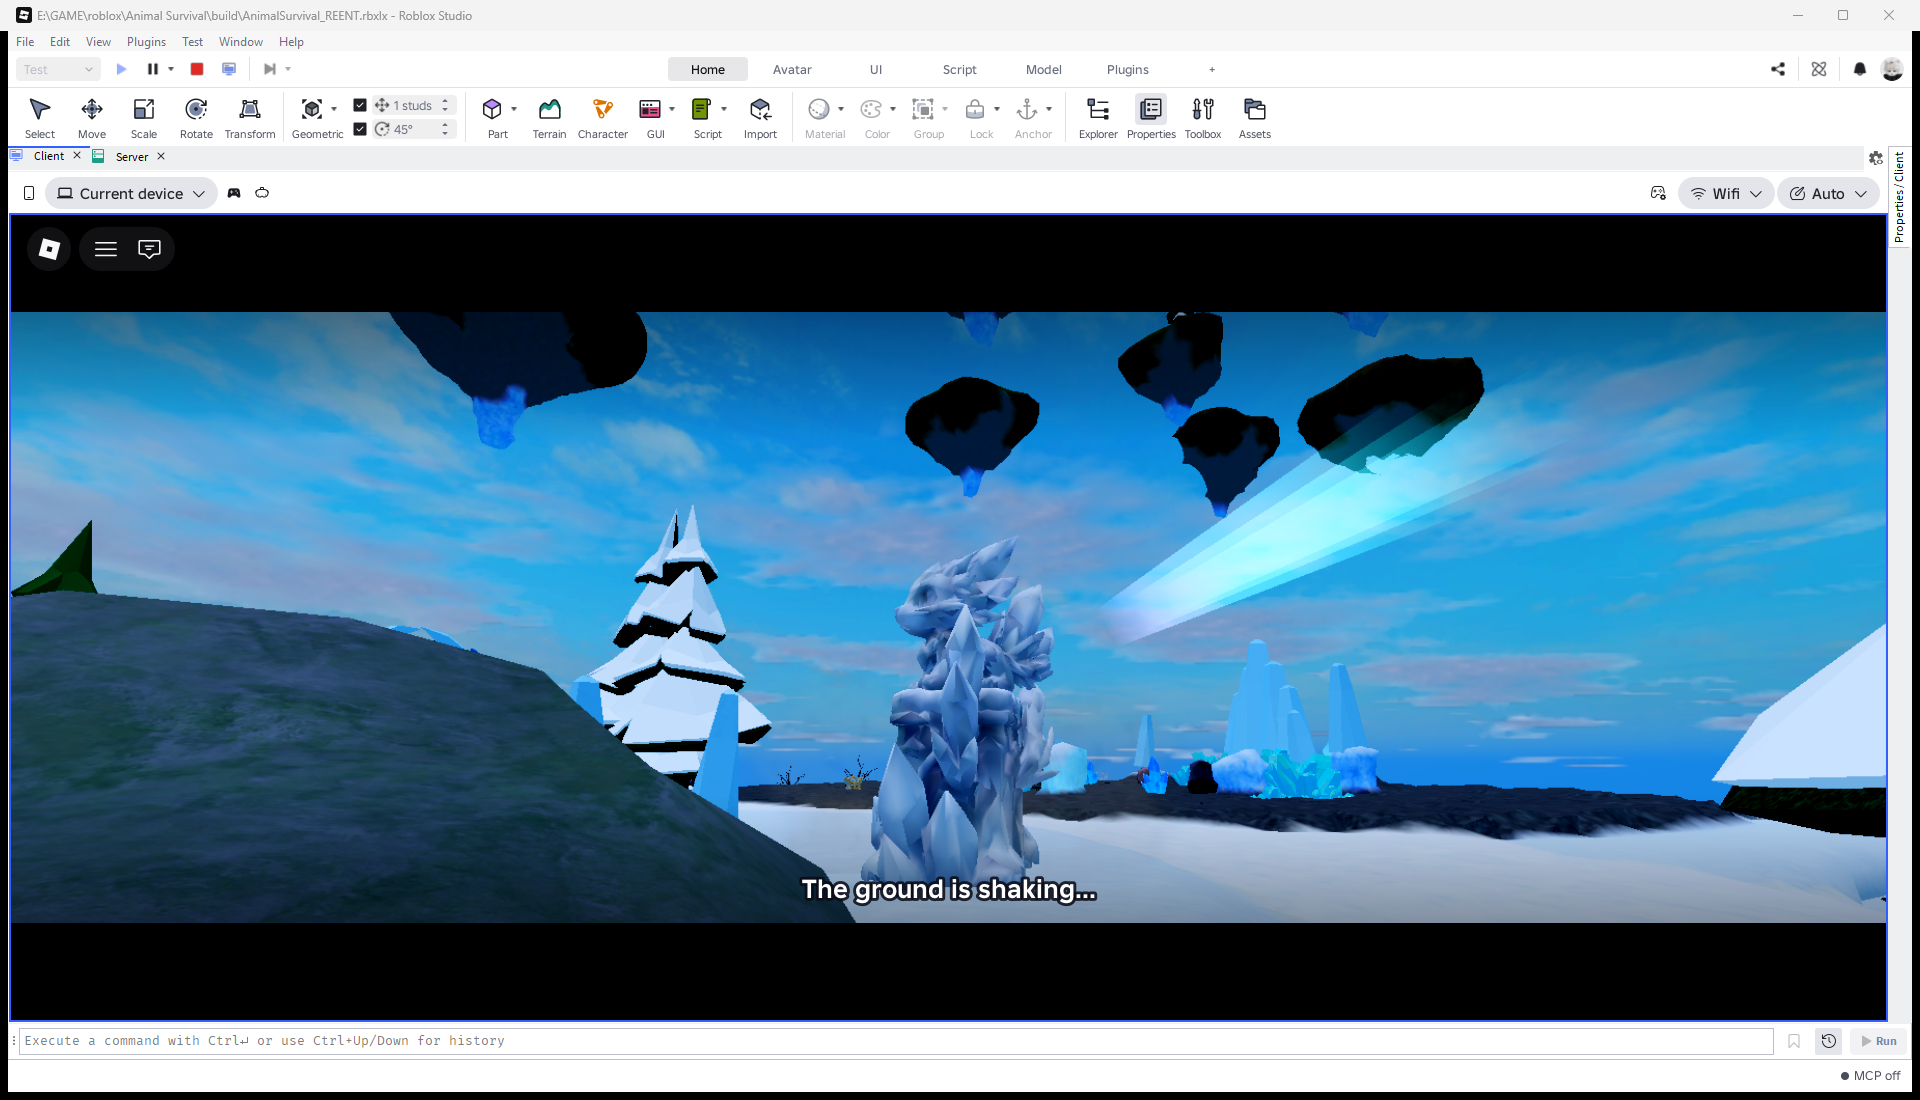 E:\GAME\roblox\Animal Survival\build\AnimalSurvival_REENT.rbxlx - Roblox Studio
File Edit View Plugins Test Window Help
Test Home Avatar UI Script Model Plugins +
1 studs
45°
Select Move Scale Rotate Transform Geometric Part Terrain Character GUI Script Import Material Color Group Lock Anchor Explorer Properties Toolbox Assets
Client Server
Current device Wifi Auto
Properties / Client
The ground is shaking...
Execute a command with Ctrl↵ or use Ctrl+Up/Down for history Run
MCP off